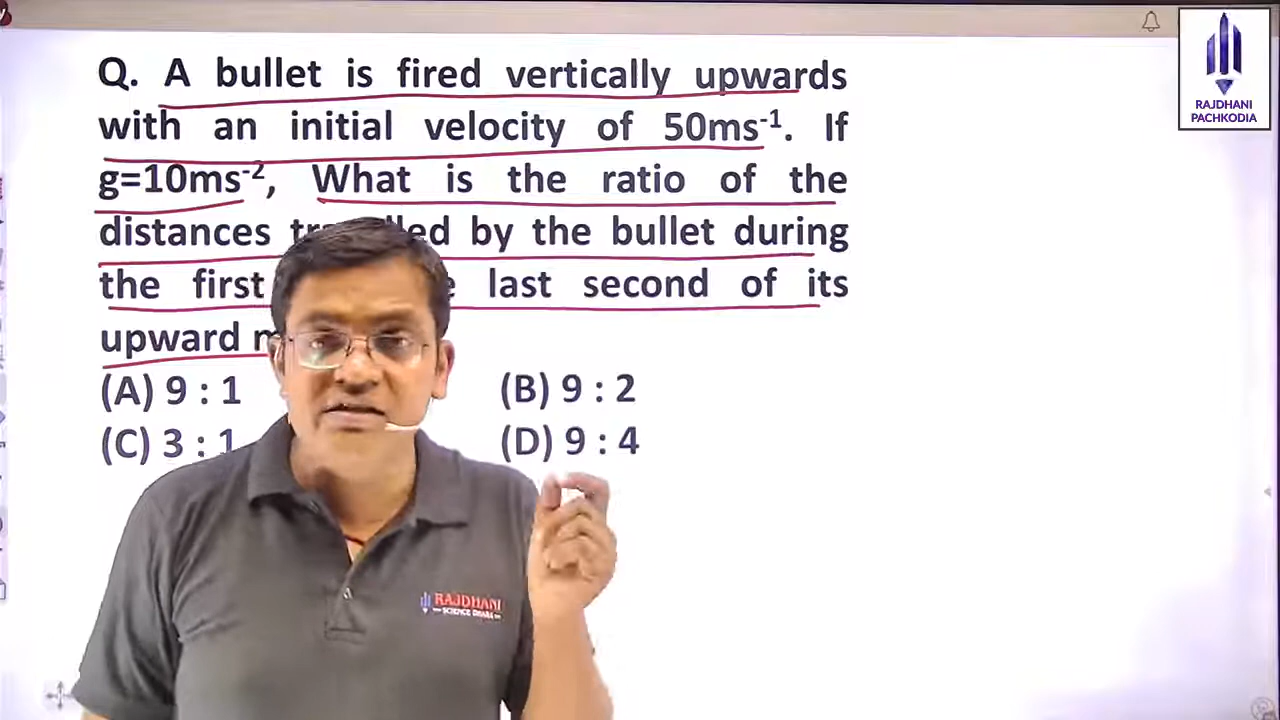 Q. A bullet is fired vertically upwards
with an initial velocity of 50ms⁻¹. If
g=10ms⁻², What is the ratio of the
distances by the bullet during
the first last second of its
upward
(A) 9 : 1 (B) 9 : 2
(C) 3 : 1 (D) 9 : 4
RAJDHANI
PACHKODIA
RAJDHANI